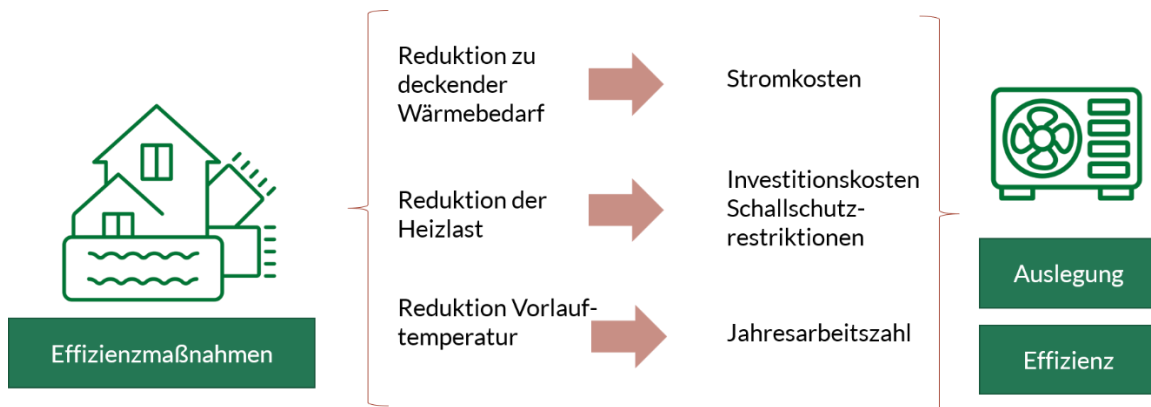 Effizienzmaßnahmen
Reduktion zu
deckender
Wärmebedarf
Stromkosten
Reduktion der
Heizlast
Investitionskosten
Schallschutz-
restriktionen
Reduktion Vorlauf-
temperatur
Jahresarbeitszahl
Auslegung
Effizienz